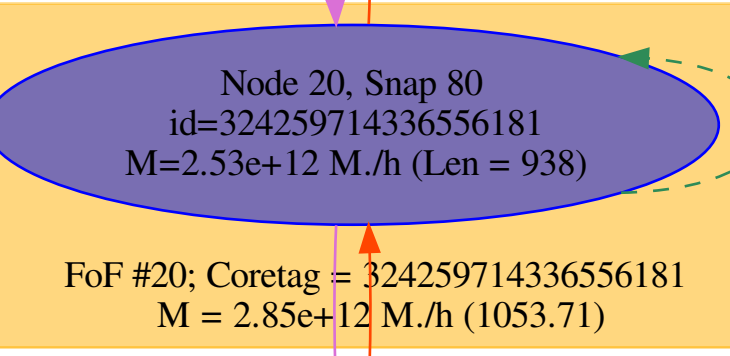 Node 20, Snap 80
id=324259714336556181
M=2.53e+12 M./h (Len = 938)
FoF #20; Coretag = 324259714336556181
M = 2.85e+12 M./h (1053.71)